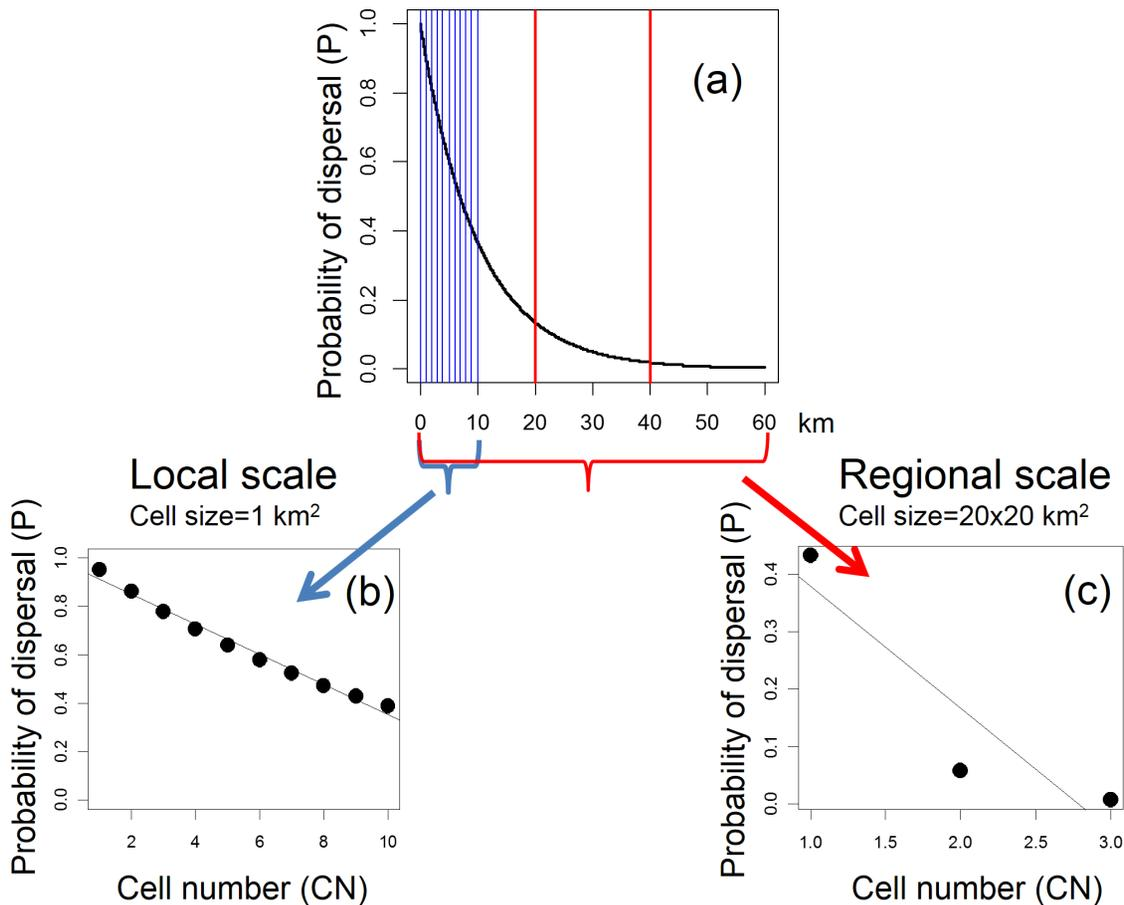 Probability of dispersal (P)
1.0
0.8
0.6
0.4
0.2
0.0
(a)
0 10 20 30 40 50 60 km
Local scale
Cell size=1 km²
Probability of dispersal (P)
1.0
0.8
0.6
0.4
0.2
0.0
(b)
2 4 6 8 10
Cell number (CN)
Regional scale
Cell size=20x20 km²
Probability of dispersal (P)
0.4
0.3
0.2
0.1
0.0
(c)
1.0 1.5 2.0 2.5 3.0
Cell number (CN)